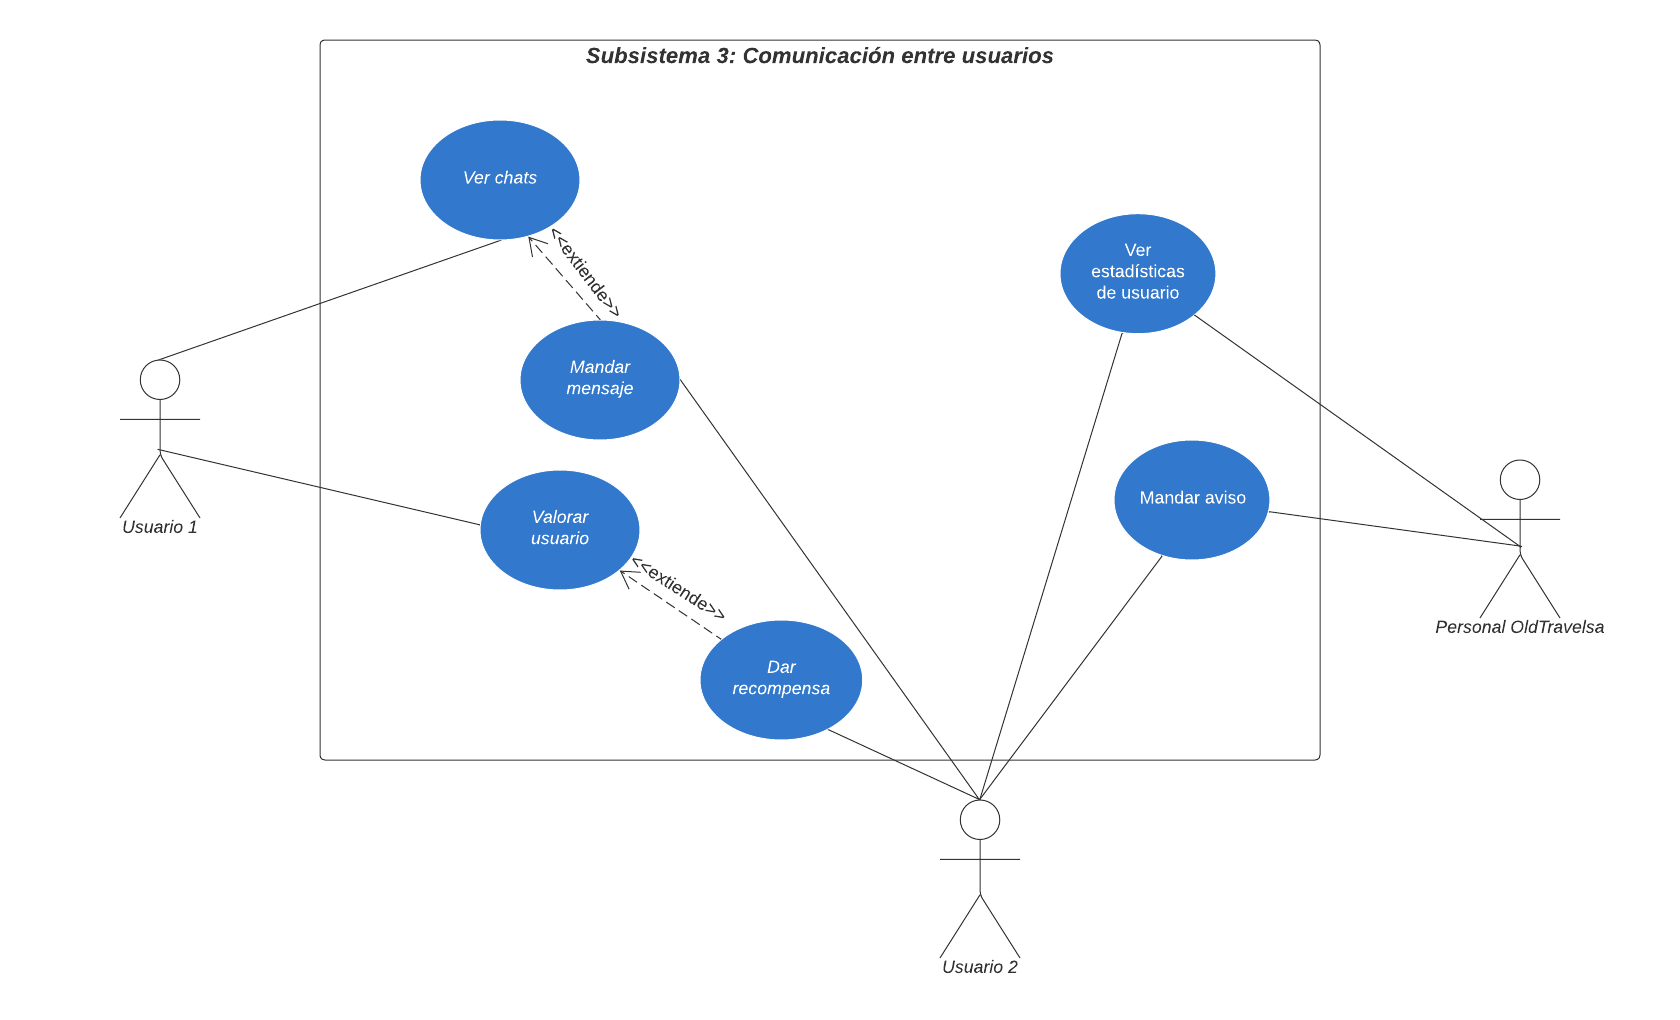 Subsistema 3: Comunicación entre usuarios
Ver chats
<<extiende>>
Mandar
mensaje
Valorar
usuario
<<extiende>>
Dar
recompensa
Ver
estadísticas
de usuario
Mandar aviso
Usuario 1
Personal OldTravelsa
Usuario 2